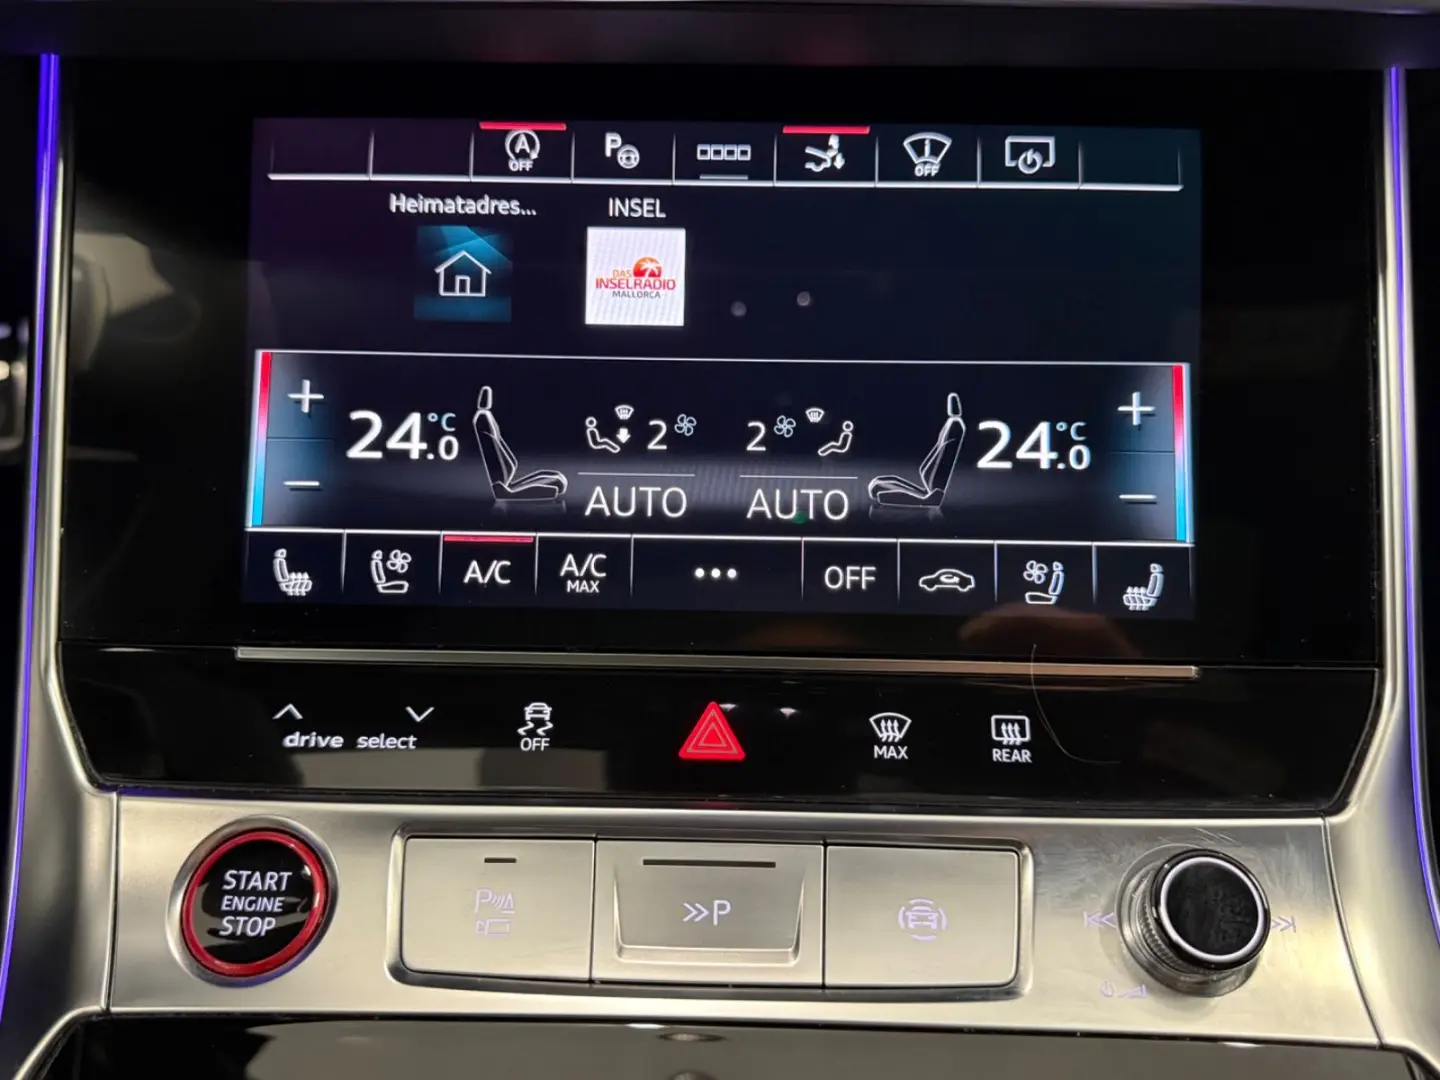 A
OFF
P
OFF
Heimatadres...
INSEL
DAS
INSELRADIO
MALLORCA
+
24.0 °C
2
2
24.0 °C
+
−
AUTO
AUTO
−
A/C
A/C
MAX
...
OFF
drive select
OFF
MAX
REAR
START
ENGINE
STOP
P
P